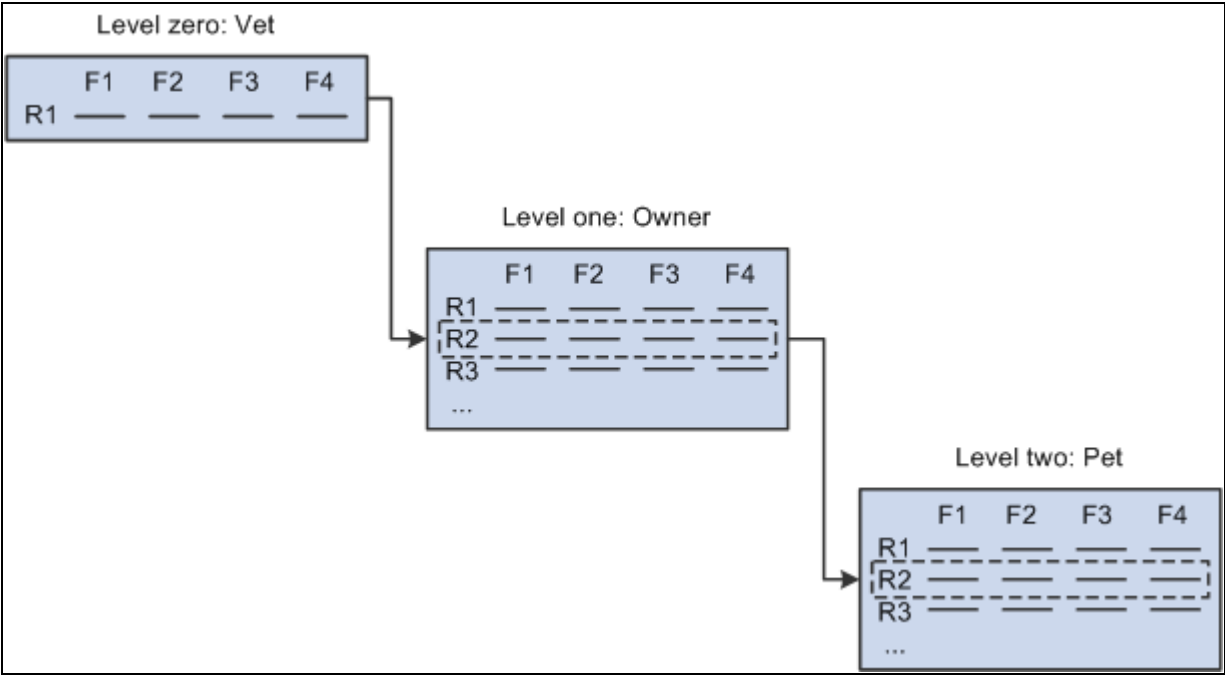 Level zero: Vet
F1 F2 F3 F4
R1
Level one: Owner
F1 F2 F3 F4
R1
R2
R3
...
Level two: Pet
F1 F2 F3 F4
R1
R2
R3
...